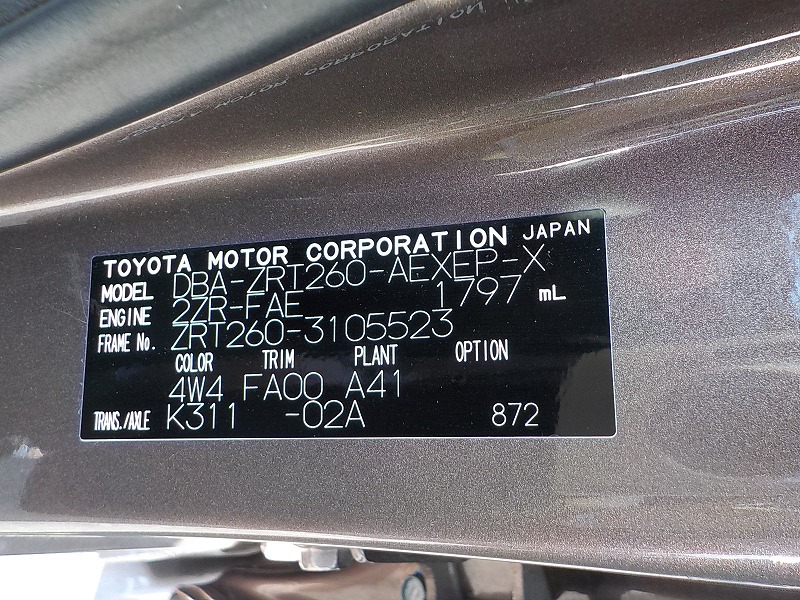 TOYOTA MOTOR CORPORATION JAPAN
MODEL DBA-ZRT260-AEXEP-X
ENGINE 2ZR-FAE 1797 mL
FRAME No. ZRT260-3105523
COLOR TRIM PLANT OPTION
4W4 FA00 A41
TRANS./AXLE K311 -02A 872